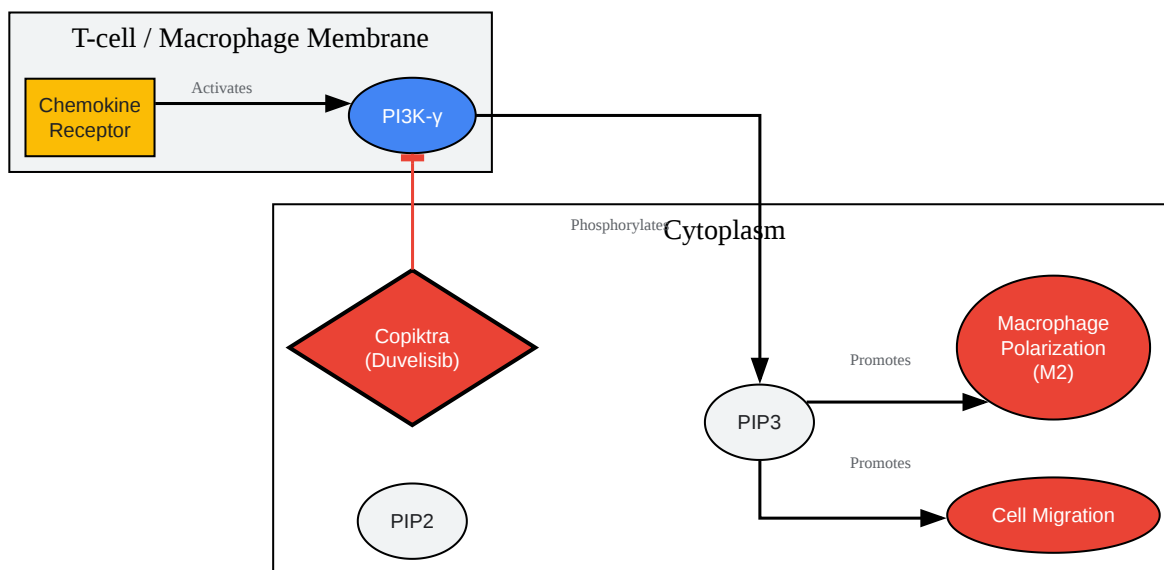 T-cell / Macrophage Membrane
Activates
Chemokine
Receptor
PI3K-γ
Phosphorylates
Cytoplasm
Copiktra
(Duvelisib)
Macrophage
Polarization
(M2)
Promotes
PIP3
Promotes
PIP2
Cell Migration